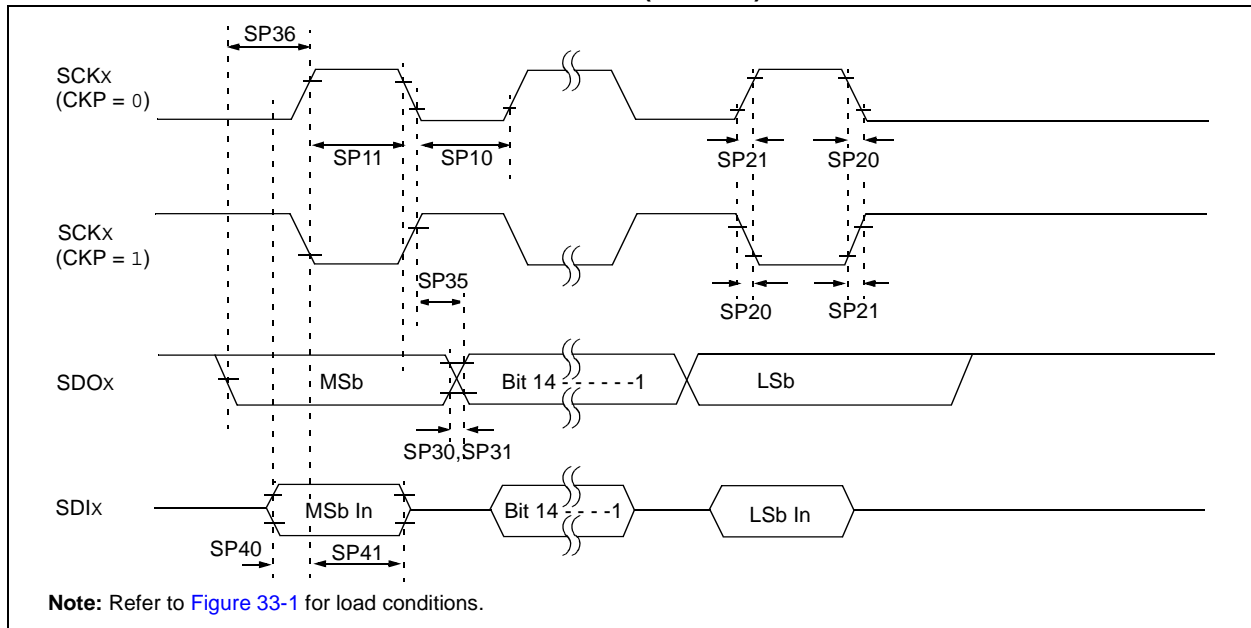 SP36
SCKx
(CKP = 0)
SP11
SP10
SP21
SP20
SCKx
(CKP = 1)
SP35
SP20
SP21
SDOx
MSb
Bit 14 - - - - - -1
LSb
SP30,SP31
SDIx
MSb In
Bit 14 - - - -1
LSb In
SP40
SP41
Note: Refer to Figure 33-1 for load conditions.